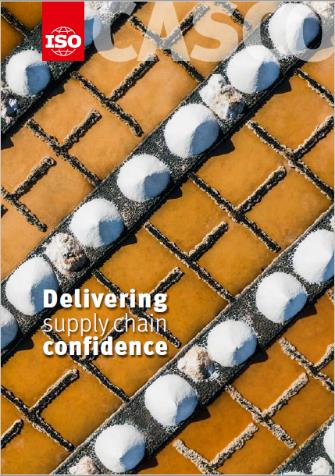 CASCO
ISO
Delivering
supply chain
confidence